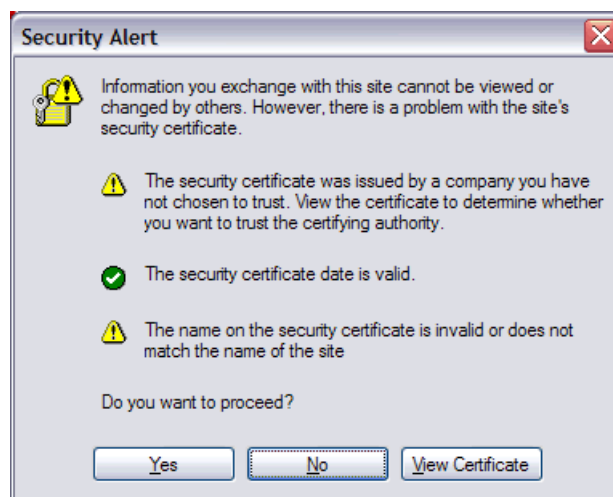 Security Alert
Information you exchange with this site cannot be viewed or
changed by others. However, there is a problem with the site's
security certificate.
The security certificate was issued by a company you have
not chosen to trust. View the certificate to determine whether
you want to trust the certifying authority.
The security certificate date is valid.
The name on the security certificate is invalid or does not
match the name of the site
Do you want to proceed?
Yes
No
View Certificate